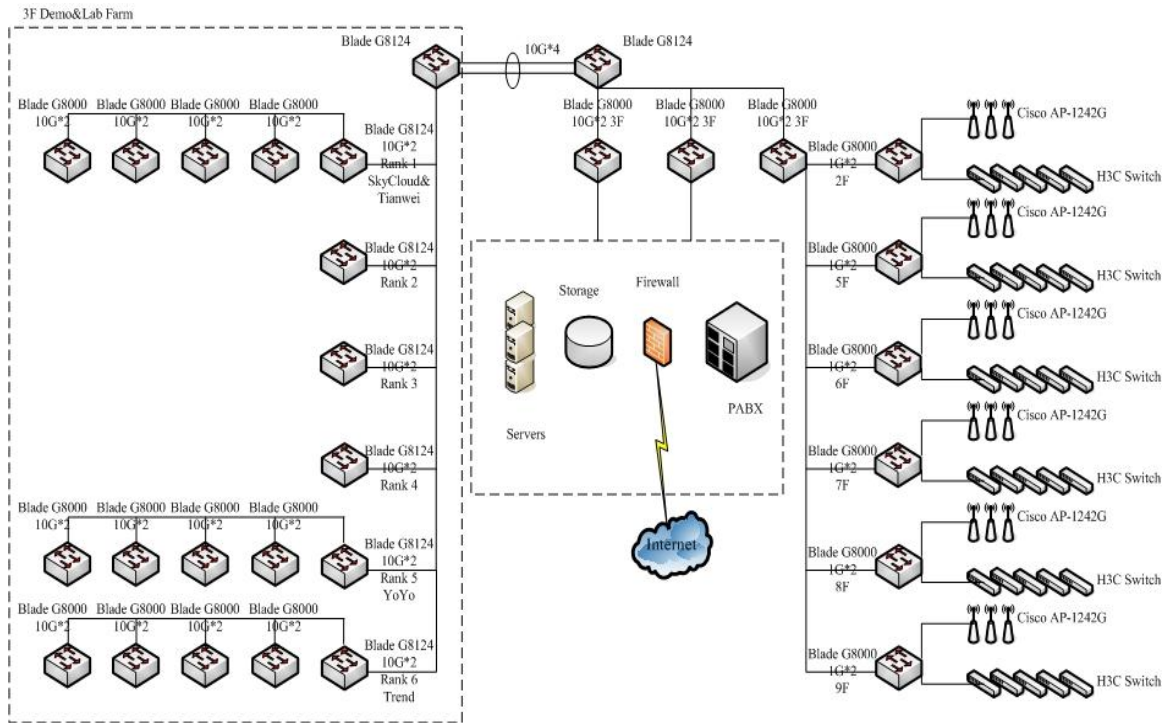 3F Demo&Lab Farm
Blade G8124
10G*4
Blade G8124
Blade G8000 Blade G8000 Blade G8000 Blade G8000
10G*2 10G*2 10G*2 10G*2
Blade G8124
10G*2
Rank 1
SkyCloud&
Tianwei
Blade G8124
10G*2
Rank 2
Blade G8124
10G*2
Rank 3
Blade G8124
10G*2
Rank 4
Blade G8000 Blade G8000 Blade G8000 Blade G8000
10G*2 10G*2 10G*2 10G*2
Blade G8124
10G*2
Rank 5
YoYo
Blade G8000 Blade G8000 Blade G8000 Blade G8000
10G*2 10G*2 10G*2 10G*2
Blade G8124
10G*2
Rank 6
Trend
Blade G8000
10G*2 3F
Blade G8000
10G*2 3F
Blade G8000
10G*2 3F
Servers
Storage
Firewall
PABX
Internet
Blade G8000
1G*2
2F
Cisco AP-1242G
H3C Switch
Blade G8000
1G*2
5F
Cisco AP-1242G
H3C Switch
Blade G8000
1G*2
6F
Cisco AP-1242G
H3C Switch
Blade G8000
1G*2
7F
Cisco AP-1242G
H3C Switch
Blade G8000
1G*2
8F
Cisco AP-1242G
H3C Switch
Blade G8000
1G*2
9F
Cisco AP-1242G
H3C Switch